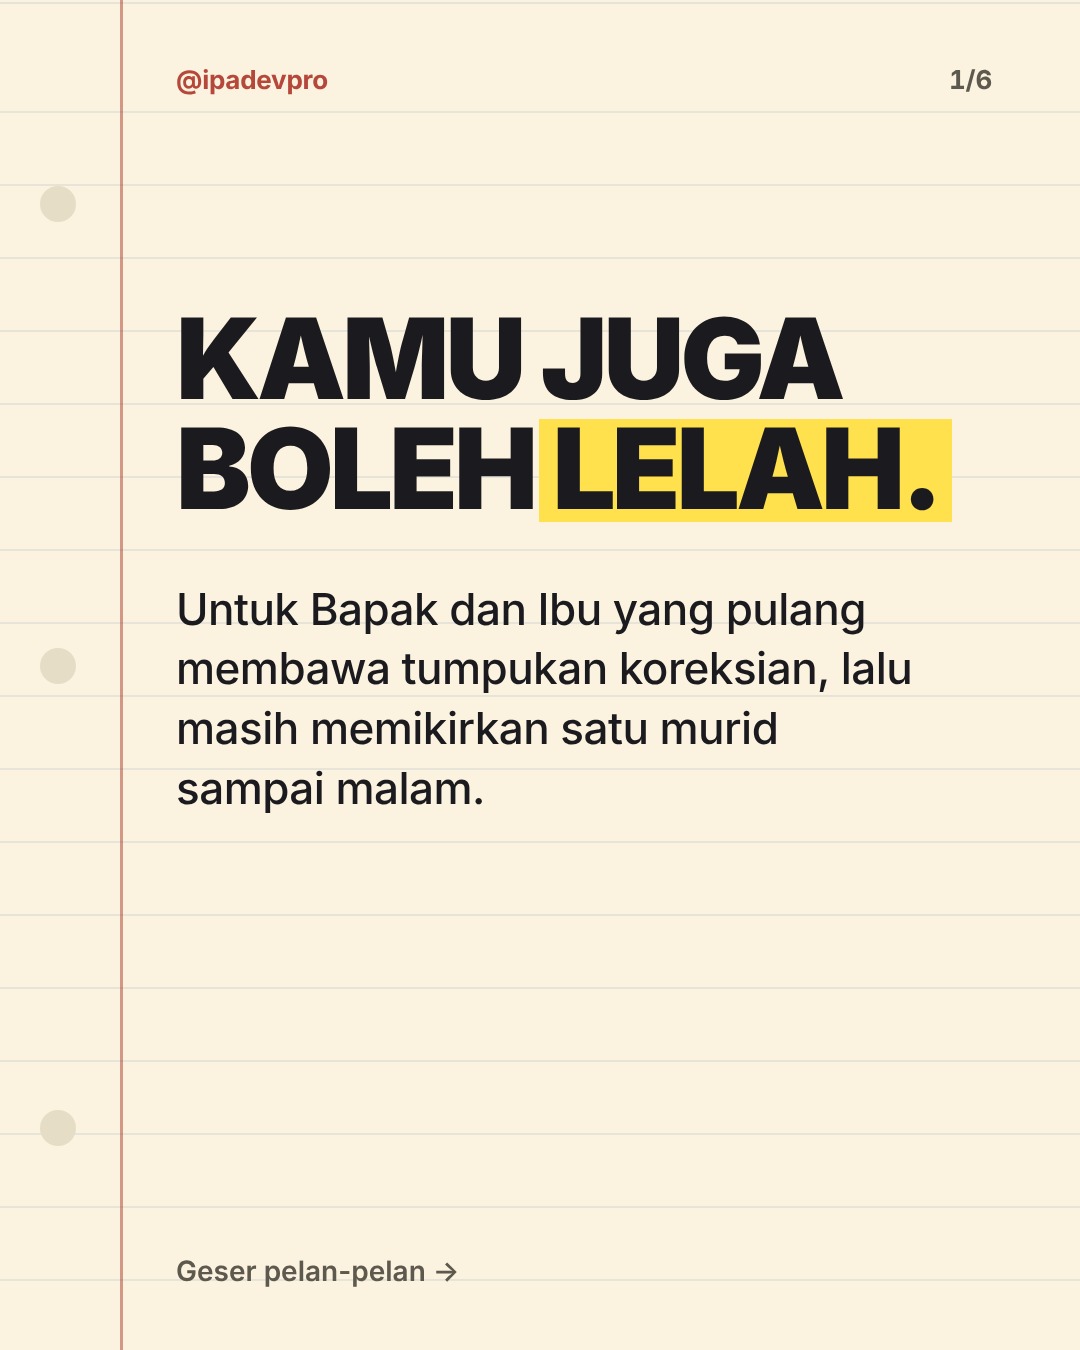 @ipadevpro
1/6
KAMU JUGA
BOLEH LELAH.
Untuk Bapak dan Ibu yang pulang
membawa tumpukan koreksian, lalu
masih memikirkan satu murid
sampai malam.
Geser pelan-pelan →